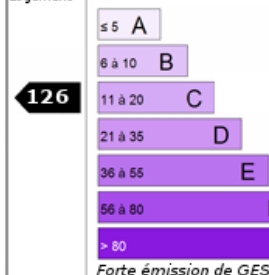 ≤ 5 A
6 à 10 B
126
11 à 20 C
21 à 35 D
36 à 55 E
56 à 80
> 80
Forte émission de GES